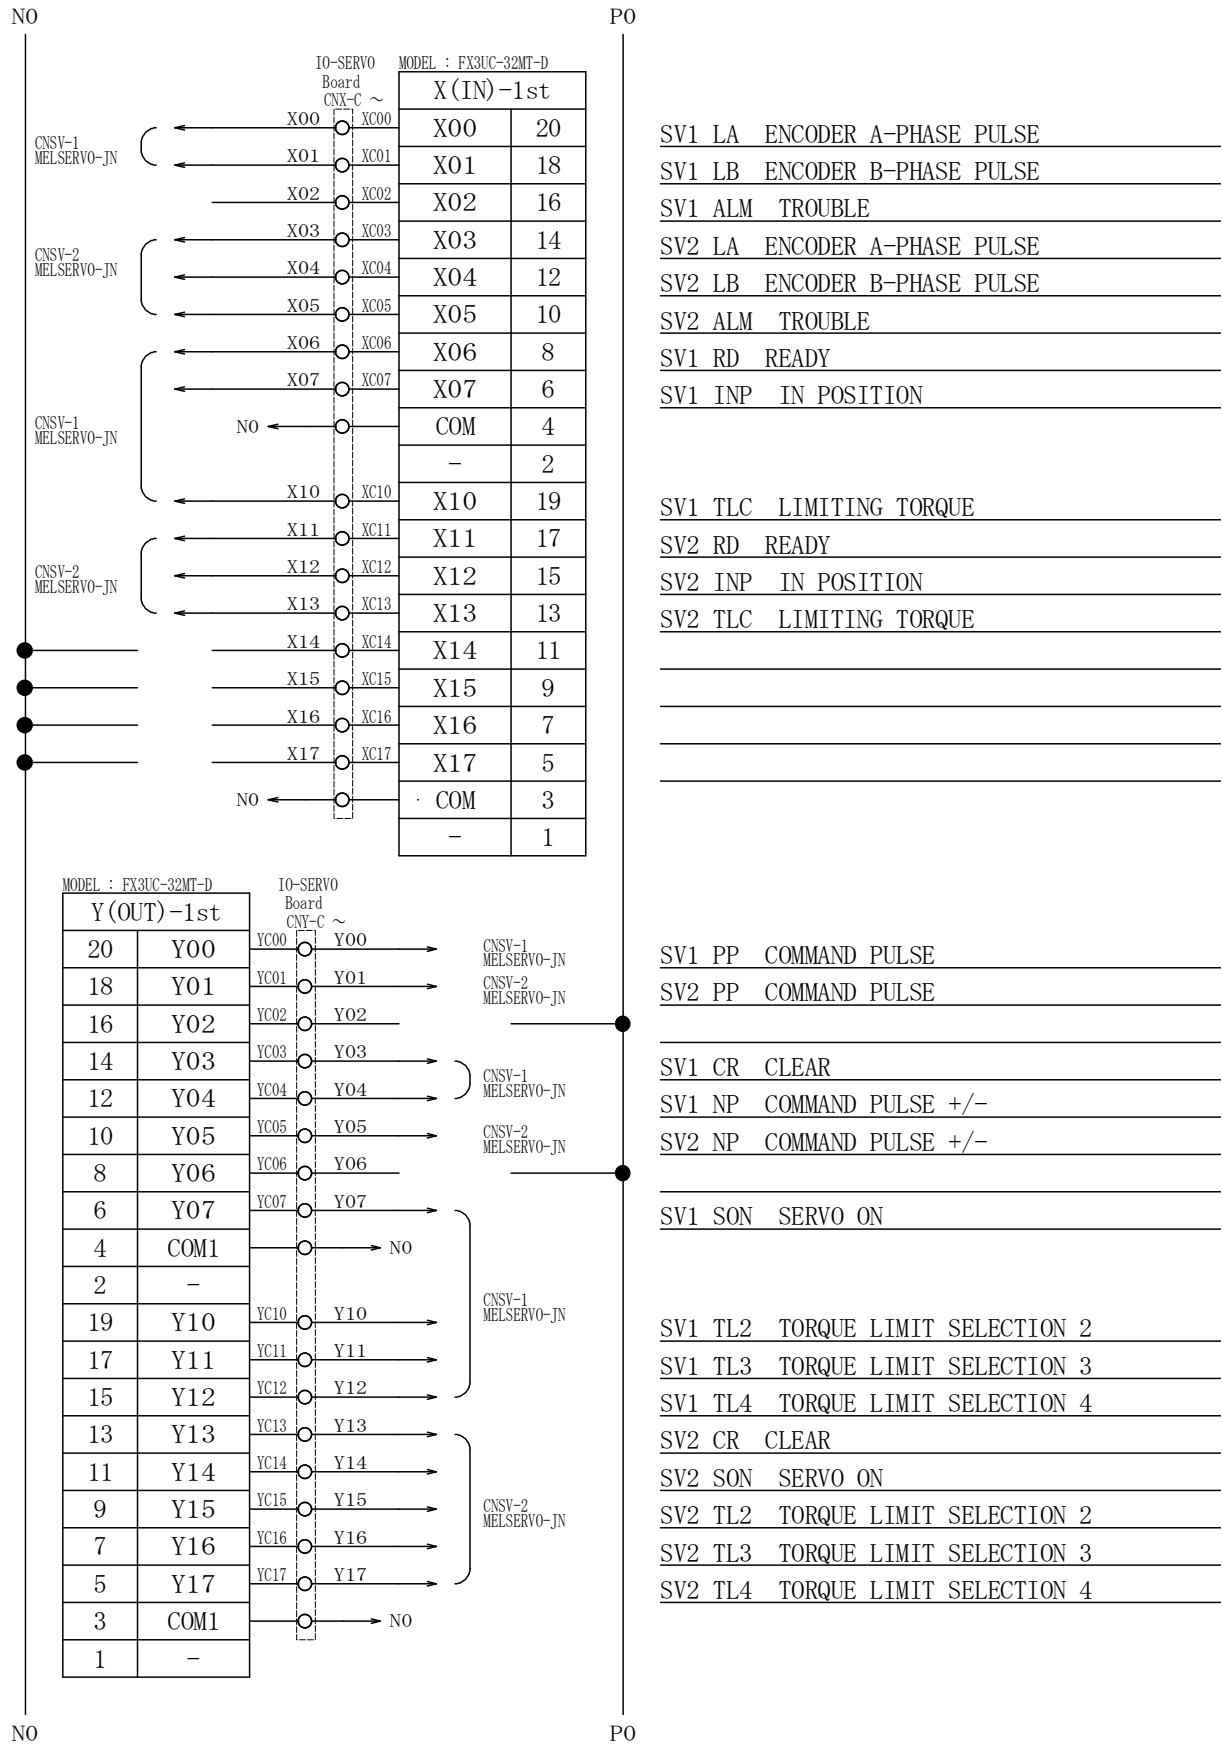 N0 P0
IO-SERVO MODEL : FX3UC-32MT-D
Board X(IN)-1st
CNX-C ~
X00 XC00 X00 20 SV1 LA ENCODER A-PHASE PULSE
CNSV-1
MELSERVO-JN
X01 XC01 X01 18 SV1 LB ENCODER B-PHASE PULSE
X02 XC02 X02 16 SV1 ALM TROUBLE
X03 XC03 X03 14 SV2 LA ENCODER A-PHASE PULSE
CNSV-2
MELSERVO-JN
X04 XC04 X04 12 SV2 LB ENCODER B-PHASE PULSE
X05 XC05 X05 10 SV2 ALM TROUBLE
X06 XC06 X06 8 SV1 RD READY
X07 XC07 X07 6 SV1 INP IN POSITION
CNSV-1
MELSERVO-JN
N0 COM 4
- 2
X10 XC10 X10 19 SV1 TLC LIMITING TORQUE
X11 XC11 X11 17 SV2 RD READY
CNSV-2
MELSERVO-JN
X12 XC12 X12 15 SV2 INP IN POSITION
X13 XC13 X13 13 SV2 TLC LIMITING TORQUE
X14 XC14 X14 11
X15 XC15 X15 9
X16 XC16 X16 7
X17 XC17 X17 5
N0 COM 3
- 1
MODEL : FX3UC-32MT-D IO-SERVO
Y(OUT)-1st Board
CNY-C ~
20 Y00 YC00 Y00 CNSV-1
MELSERVO-JN
SV1 PP COMMAND PULSE
18 Y01 YC01 Y01 CNSV-2
MELSERVO-JN
SV2 PP COMMAND PULSE
16 Y02 YC02 Y02
14 Y03 YC03 Y03 SV1 CR CLEAR
CNSV-1
MELSERVO-JN
12 Y04 YC04 Y04 SV1 NP COMMAND PULSE +/-
10 Y05 YC05 Y05 CNSV-2
MELSERVO-JN
SV2 NP COMMAND PULSE +/-
8 Y06 YC06 Y06
6 Y07 YC07 Y07 SV1 SON SERVO ON
4 COM1 N0
2 -
CNSV-1
MELSERVO-JN
19 Y10 YC10 Y10 SV1 TL2 TORQUE LIMIT SELECTION 2
17 Y11 YC11 Y11 SV1 TL3 TORQUE LIMIT SELECTION 3
15 Y12 YC12 Y12 SV1 TL4 TORQUE LIMIT SELECTION 4
13 Y13 YC13 Y13 SV2 CR CLEAR
11 Y14 YC14 Y14 SV2 SON SERVO ON
9 Y15 YC15 Y15 CNSV-2
MELSERVO-JN
SV2 TL2 TORQUE LIMIT SELECTION 2
7 Y16 YC16 Y16 SV2 TL3 TORQUE LIMIT SELECTION 3
5 Y17 YC17 Y17 SV2 TL4 TORQUE LIMIT SELECTION 4
3 COM1 N0
1 -
N0 P0